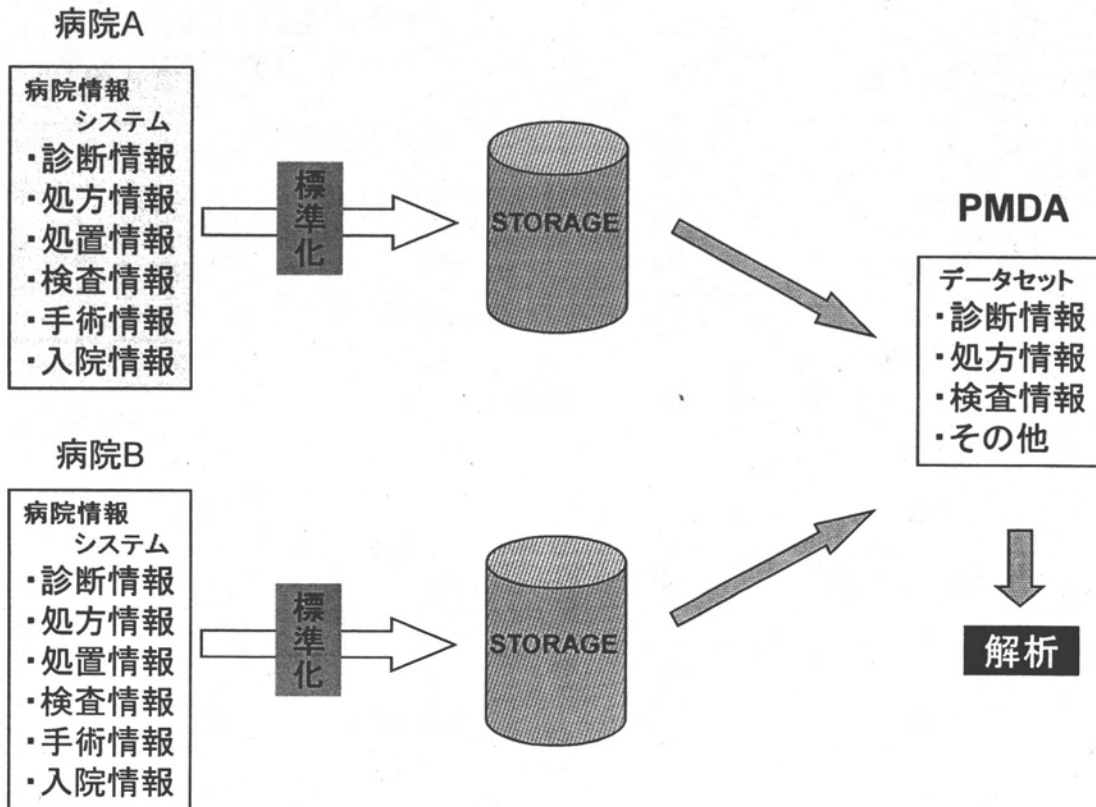 病院A
病院情報
システム
・診断情報
・処方情報
・処置情報
・検査情報
・手術情報
・入院情報
標準化
STORAGE
病院B
病院情報
システム
・診断情報
・処方情報
・処置情報
・検査情報
・手術情報
・入院情報
標準化
STORAGE
PMDA
データセット
・診断情報
・処方情報
・検査情報
・その他
解析